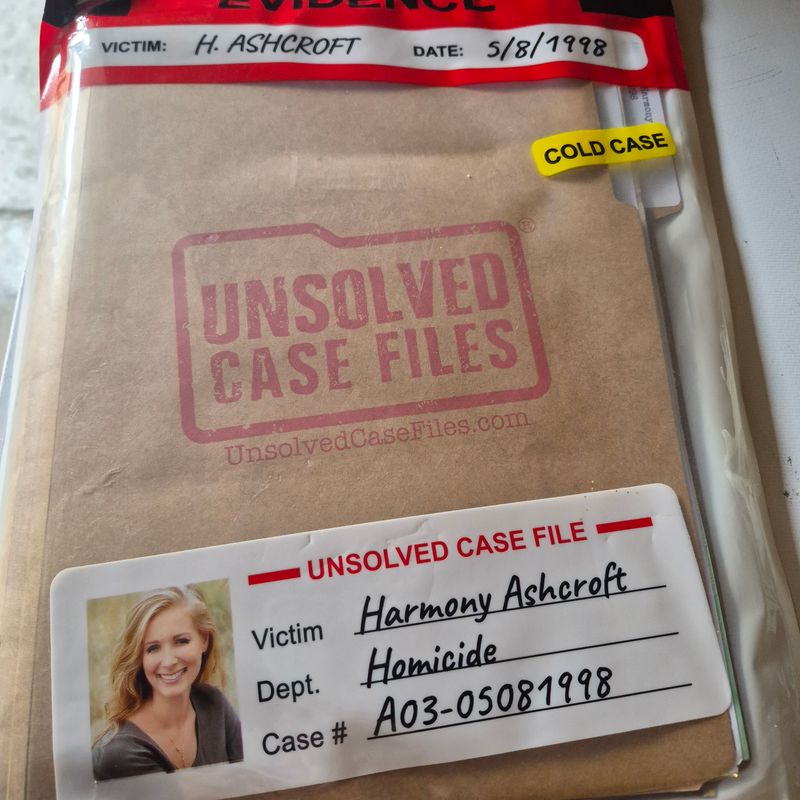 EVIDENCE
VICTIM: H. ASHCROFT DATE: 5/8/1998
Harmony
COLD CASE
®
UNSOLVED
CASE FILES
UnsolvedCaseFiles.com
UNSOLVED CASE FILE
Victim Harmony Ashcroft
Dept. Homicide
Case # A03-05081998